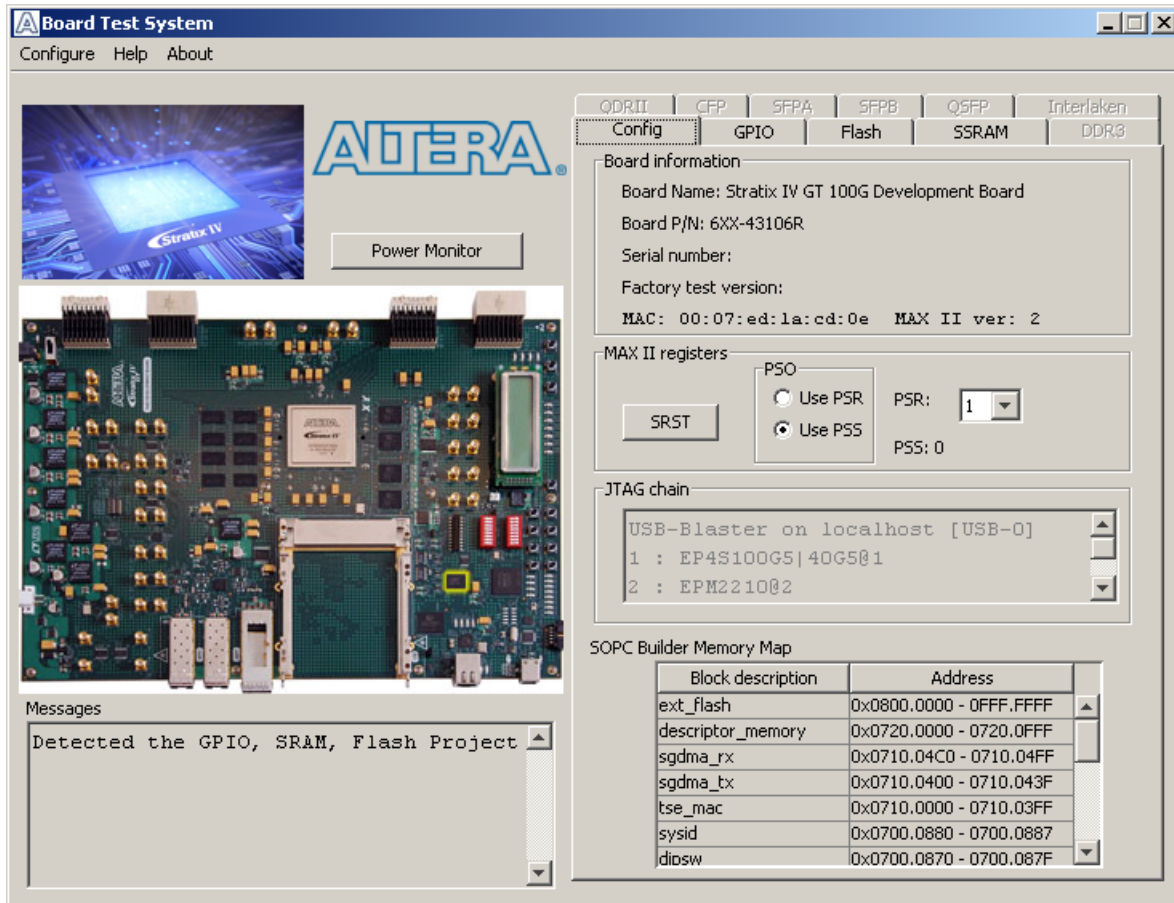 Board Test System
Configure Help About
Stratix IV
ALTERA®
Power Monitor
ALTERA
Stratix IV
ALTERA
Stratix IV
Messages
Detected the GPIO, SRAM, Flash Project
QDRII CFP SFPA SFPB QSFP Interlaken
Config GPIO Flash SSRAM DDR3
Board information
Board Name: Stratix IV GT 100G Development Board
Board P/N: 6XX-43106R
Serial number:
Factory test version:
MAC: 00:07:ed:1a:cd:0e MAX II ver: 2
MAX II registers
SRST
PSO
Use PSR
Use PSS
PSR: 1
PSS: 0
JTAG chain
USB-Blaster on localhost [USB-0]
1 : EP4S100G5|40G5@1
2 : EPM2210@2
SOPC Builder Memory Map
Block description Address
ext_flash 0x0800.0000 - 0FFF.FFFF
descriptor_memory 0x0720.0000 - 0720.0FFF
sgdma_rx 0x0710.04C0 - 0710.04FF
sgdma_tx 0x0710.0400 - 0710.043F
tse_mac 0x0710.0000 - 0710.03FF
sysid 0x0700.0880 - 0700.0887
dipsw 0x0700.0870 - 0700.087F